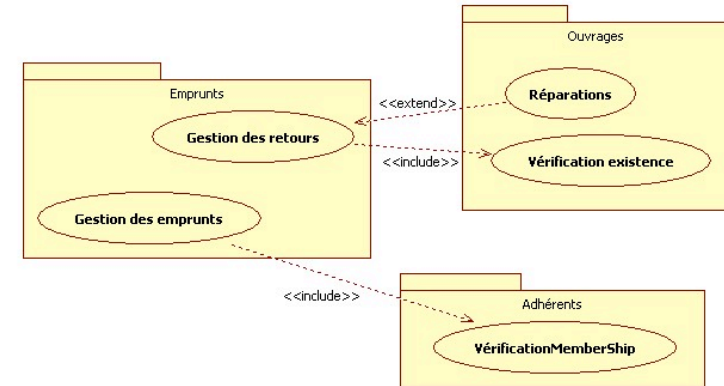 Ouvrages
Emprunts
<<extend>>
Réparations
Gestion des retours
<<include>>
Vérification existence
Gestion des emprunts
<<include>>
Adhérents
VérificationMemberShip